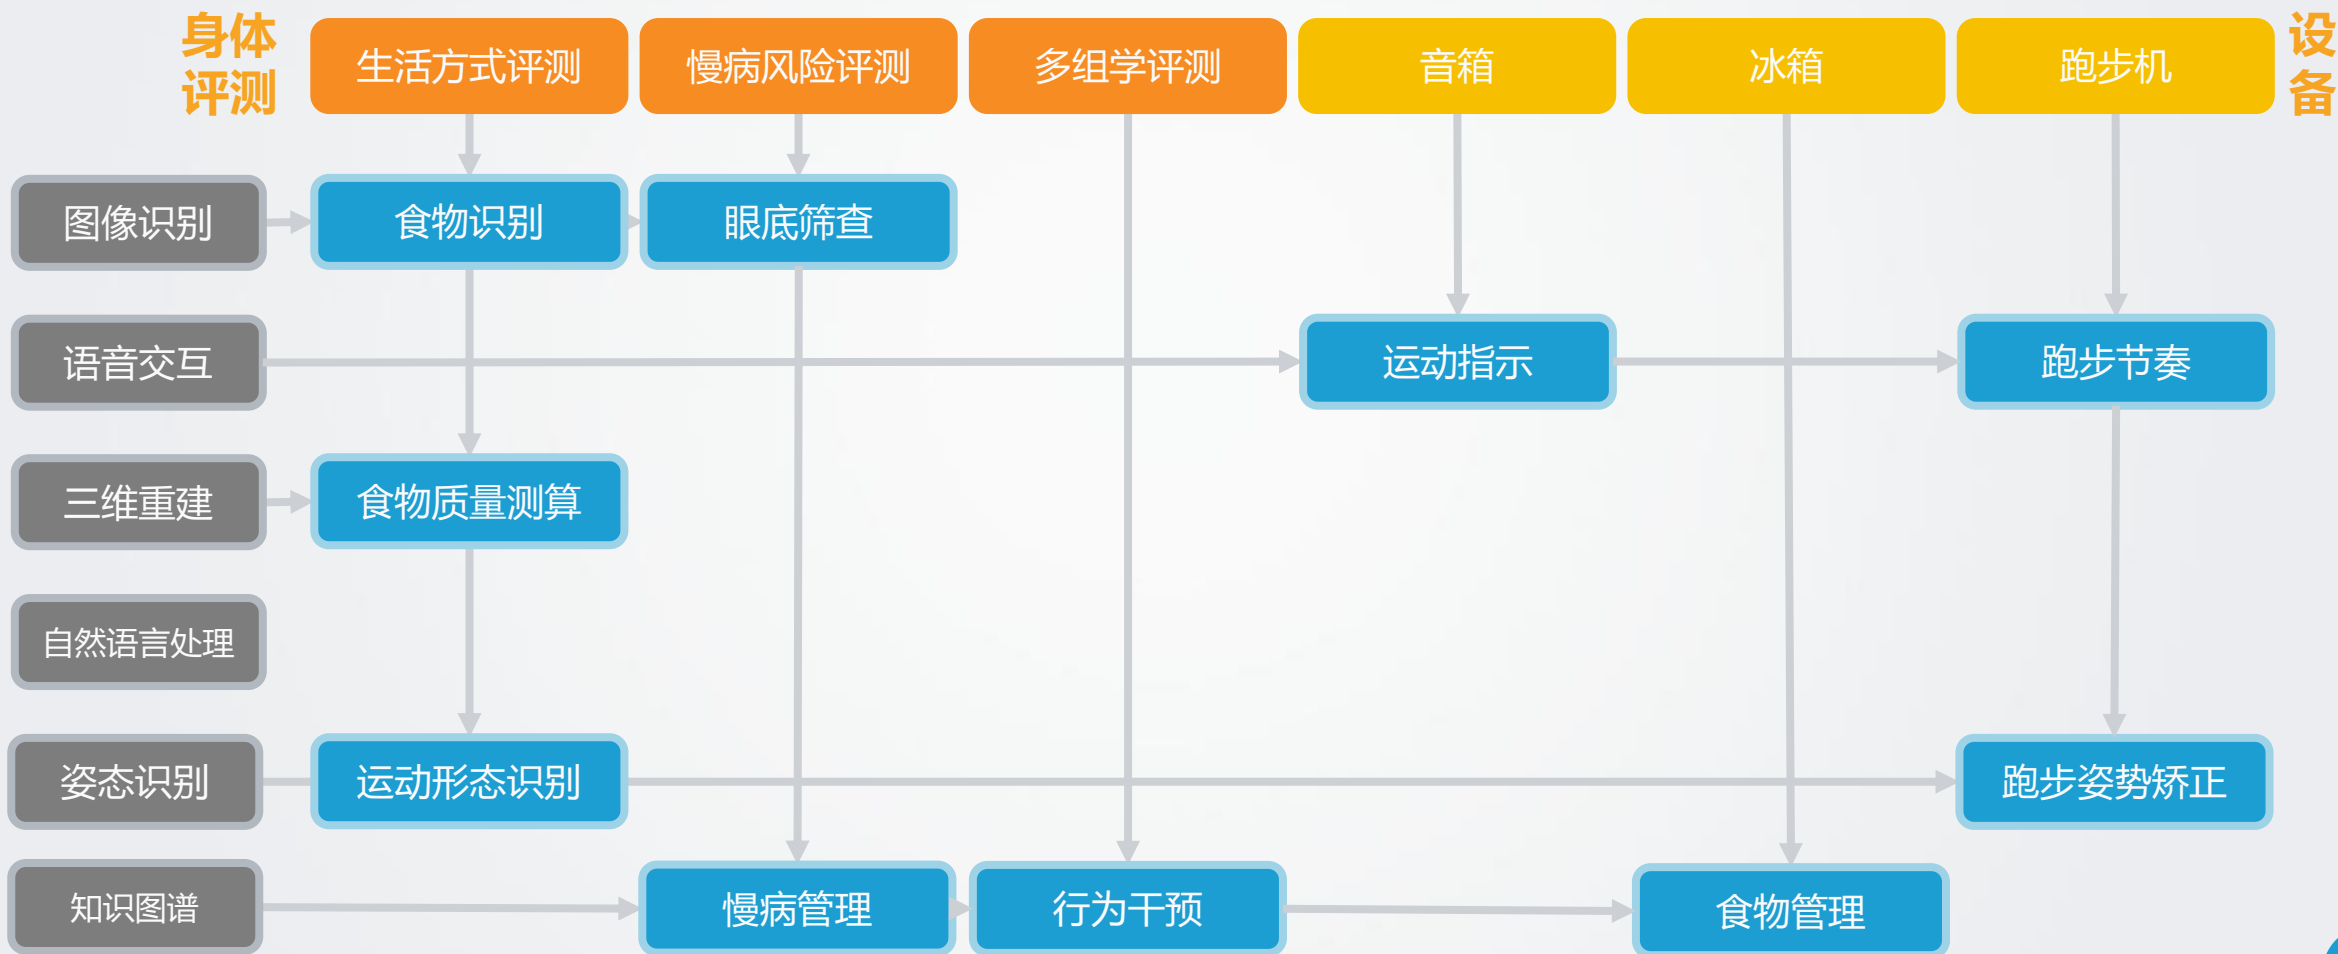 身体
评测
生活方式评测
慢病风险评测
多组学评测
音箱
冰箱
跑步机
设
备
图像识别
食物识别
眼底筛查
语音交互
运动指示
跑步节奏
三维重建
食物质量测算
自然语言处理
姿态识别
运动形态识别
跑步姿势矫正
知识图谱
慢病管理
行为干预
食物管理